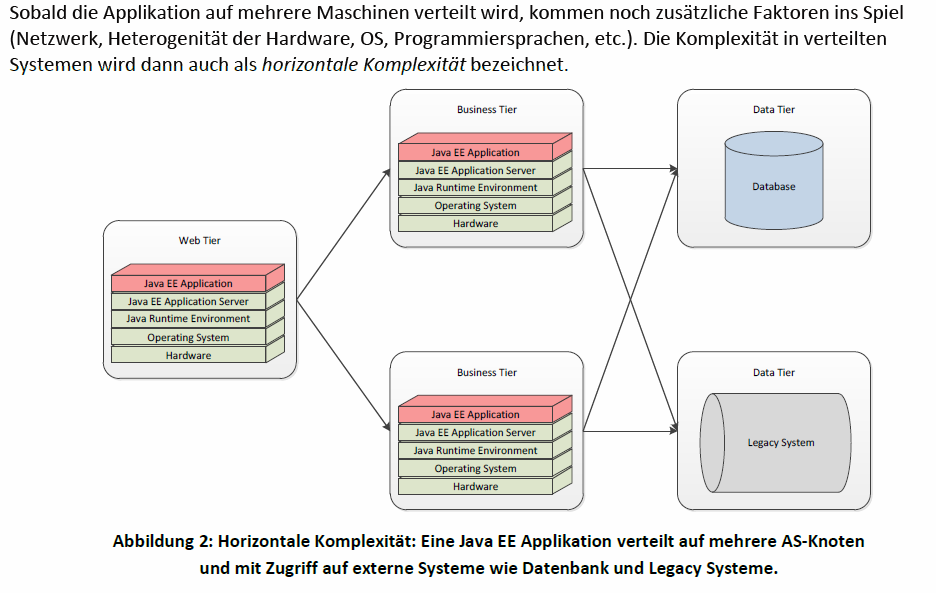 Sobald die Applikation auf mehrere Maschinen verteilt wird, kommen noch zusätzliche Faktoren ins Spiel
(Netzwerk, Heterogenität der Hardware, OS, Programmiersprachen, etc.). Die Komplexität in verteilten
Systemen wird dann auch als horizontale Komplexität bezeichnet.
Business Tier
Java EE Application
Java EE Application Server
Java Runtime Environment
Operating System
Hardware
Data Tier
Database
Web Tier
Java EE Application
Java EE Application Server
Java Runtime Environment
Operating System
Hardware
Business Tier
Java EE Application
Java EE Application Server
Java Runtime Environment
Operating System
Hardware
Data Tier
Legacy System
Abbildung 2: Horizontale Komplexität: Eine Java EE Applikation verteilt auf mehrere AS-Knoten
und mit Zugriff auf externe Systeme wie Datenbank und Legacy Systeme.